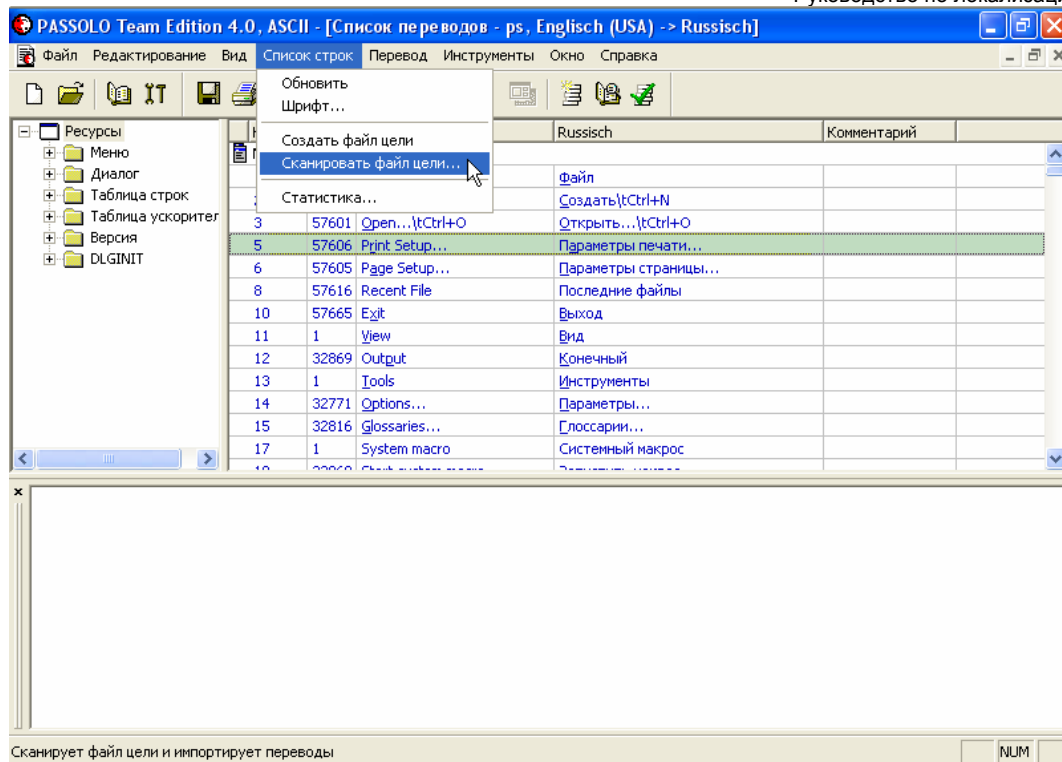 Руководство по локализаци
PASSOLO Team Edition 4.0, ASCII - [Список переводов - ps, Englisch (USA) -> Russisch]
Файл Редактирование Вид Список строк Перевод Инструменты Окно Справка
Обновить
Шрифт...
Создать файл цели
Сканировать файл цели...
Статистика...
Ресурсы
Меню
Диалог
Таблица строк
Таблица ускорител
Версия
DLGINIT
Russisch Комментарий
Файл
Создать\tCtrl+N
3 57601 Open...\tCtrl+O Открыть...\tCtrl+O
5 57606 Print Setup... Параметры печати...
6 57605 Page Setup... Параметры страницы...
8 57616 Recent File Последние файлы
10 57665 Exit Выход
11 1 View Вид
12 32869 Output Конечный
13 1 Tools Инструменты
14 32771 Options... Параметры...
15 32816 Glossaries... Глоссарии...
17 1 System macro Системный макрос
Сканирует файл цели и импортирует переводы
NUM